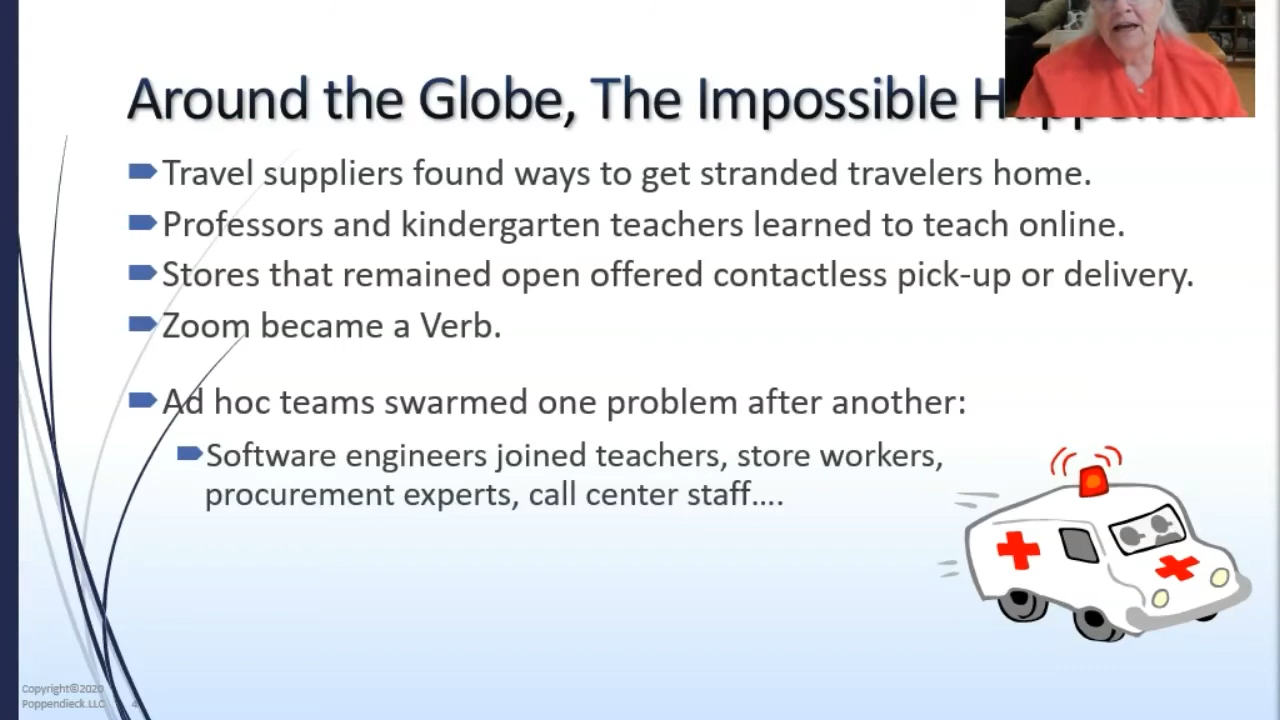 Around the Globe, The Impossible
Travel suppliers found ways to get stranded travelers home.
Professors and kindergarten teachers learned to teach online.
Stores that remained open offered contactless pick-up or delivery.
Zoom became a Verb.
Ad hoc teams swarmed one problem after another:
Software engineers joined teachers, store workers,
procurement experts, call center staff....
Copyright©2020
Poppendieck.LLC 4